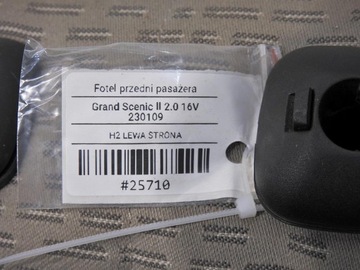 Fotel przedni pasażera
Grand Scenic II 2.0 16V
230109
H2 LEWA STRONA
#25710